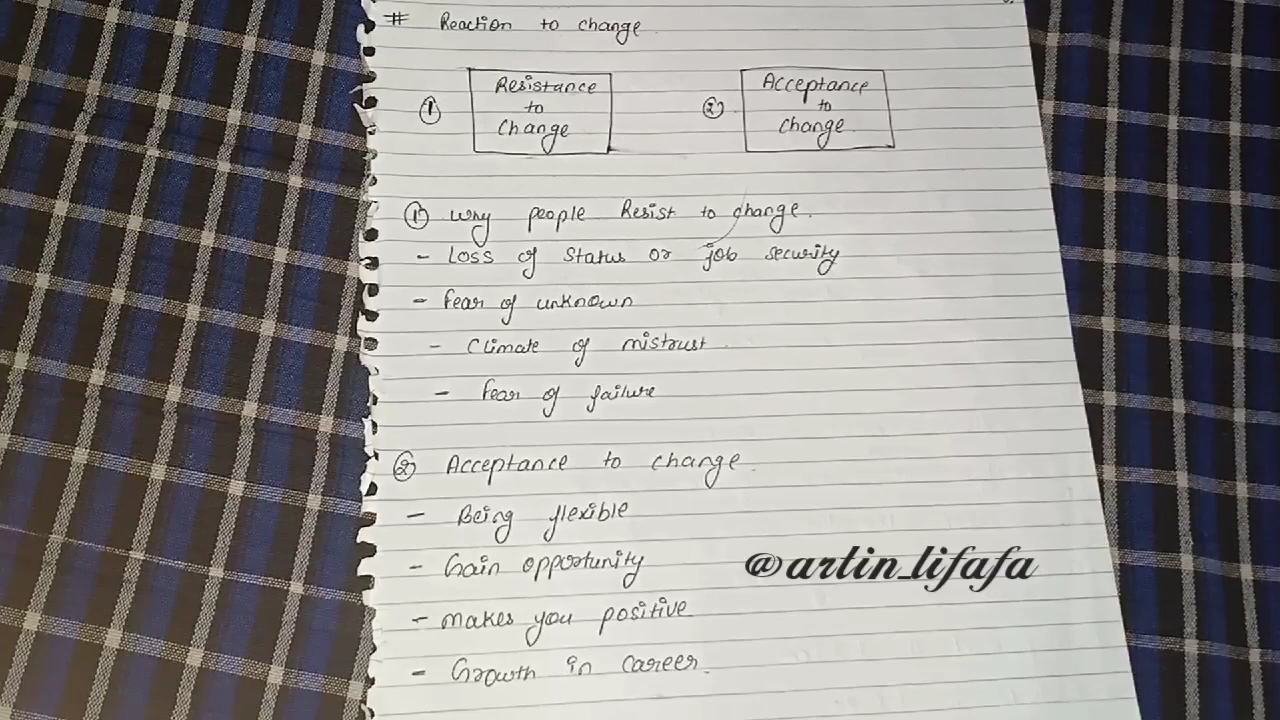 # Reaction to change
① Resistance to change
② Acceptance to change
① Why people Resist to change.
- Loss of Status or job security
- Fear of unknown
- Climate of mistrust
- Fear of failure
② Acceptance to change.
- Being flexible
- Gain opportunity
- Makes you positive
- Growth in career.
@artin_lifafa